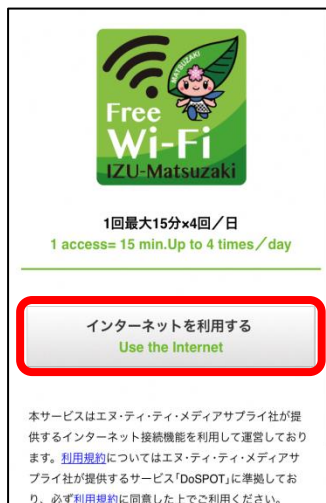 MATSUZAKI
Free
Wi-Fi
IZU-Matsuzaki
1回最大15分×4回／日
1 access= 15 min.Up to 4 times／day
インターネットを利用する
Use the Internet
本サービスはエヌ・ティ・ティ・メディアサプライ社が提
供するインターネット接続機能を利用して運営しており
ます。利用規約についてはエヌ・ティ・ティ・メディアサ
プライ社が提供するサービス「DoSPOT」に準拠してお
り、必ず利用規約に同意した上でご利用ください。